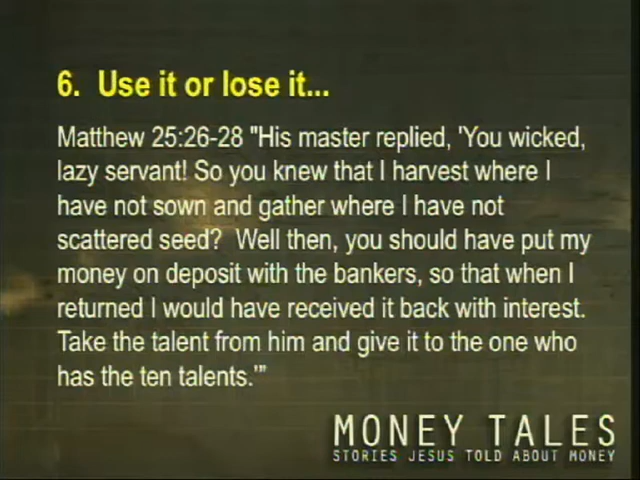 6. Use it or lose it...
Matthew 25:26-28 "His master replied, 'You wicked,
lazy servant! So you knew that I harvest where I
have not sown and gather where I have not
scattered seed? Well then, you should have put my
money on deposit with the bankers, so that when I
returned I would have received it back with interest.
Take the talent from him and give it to the one who
has the ten talents.'"
MONEY TALES
STORIES JESUS TOLD ABOUT MONEY